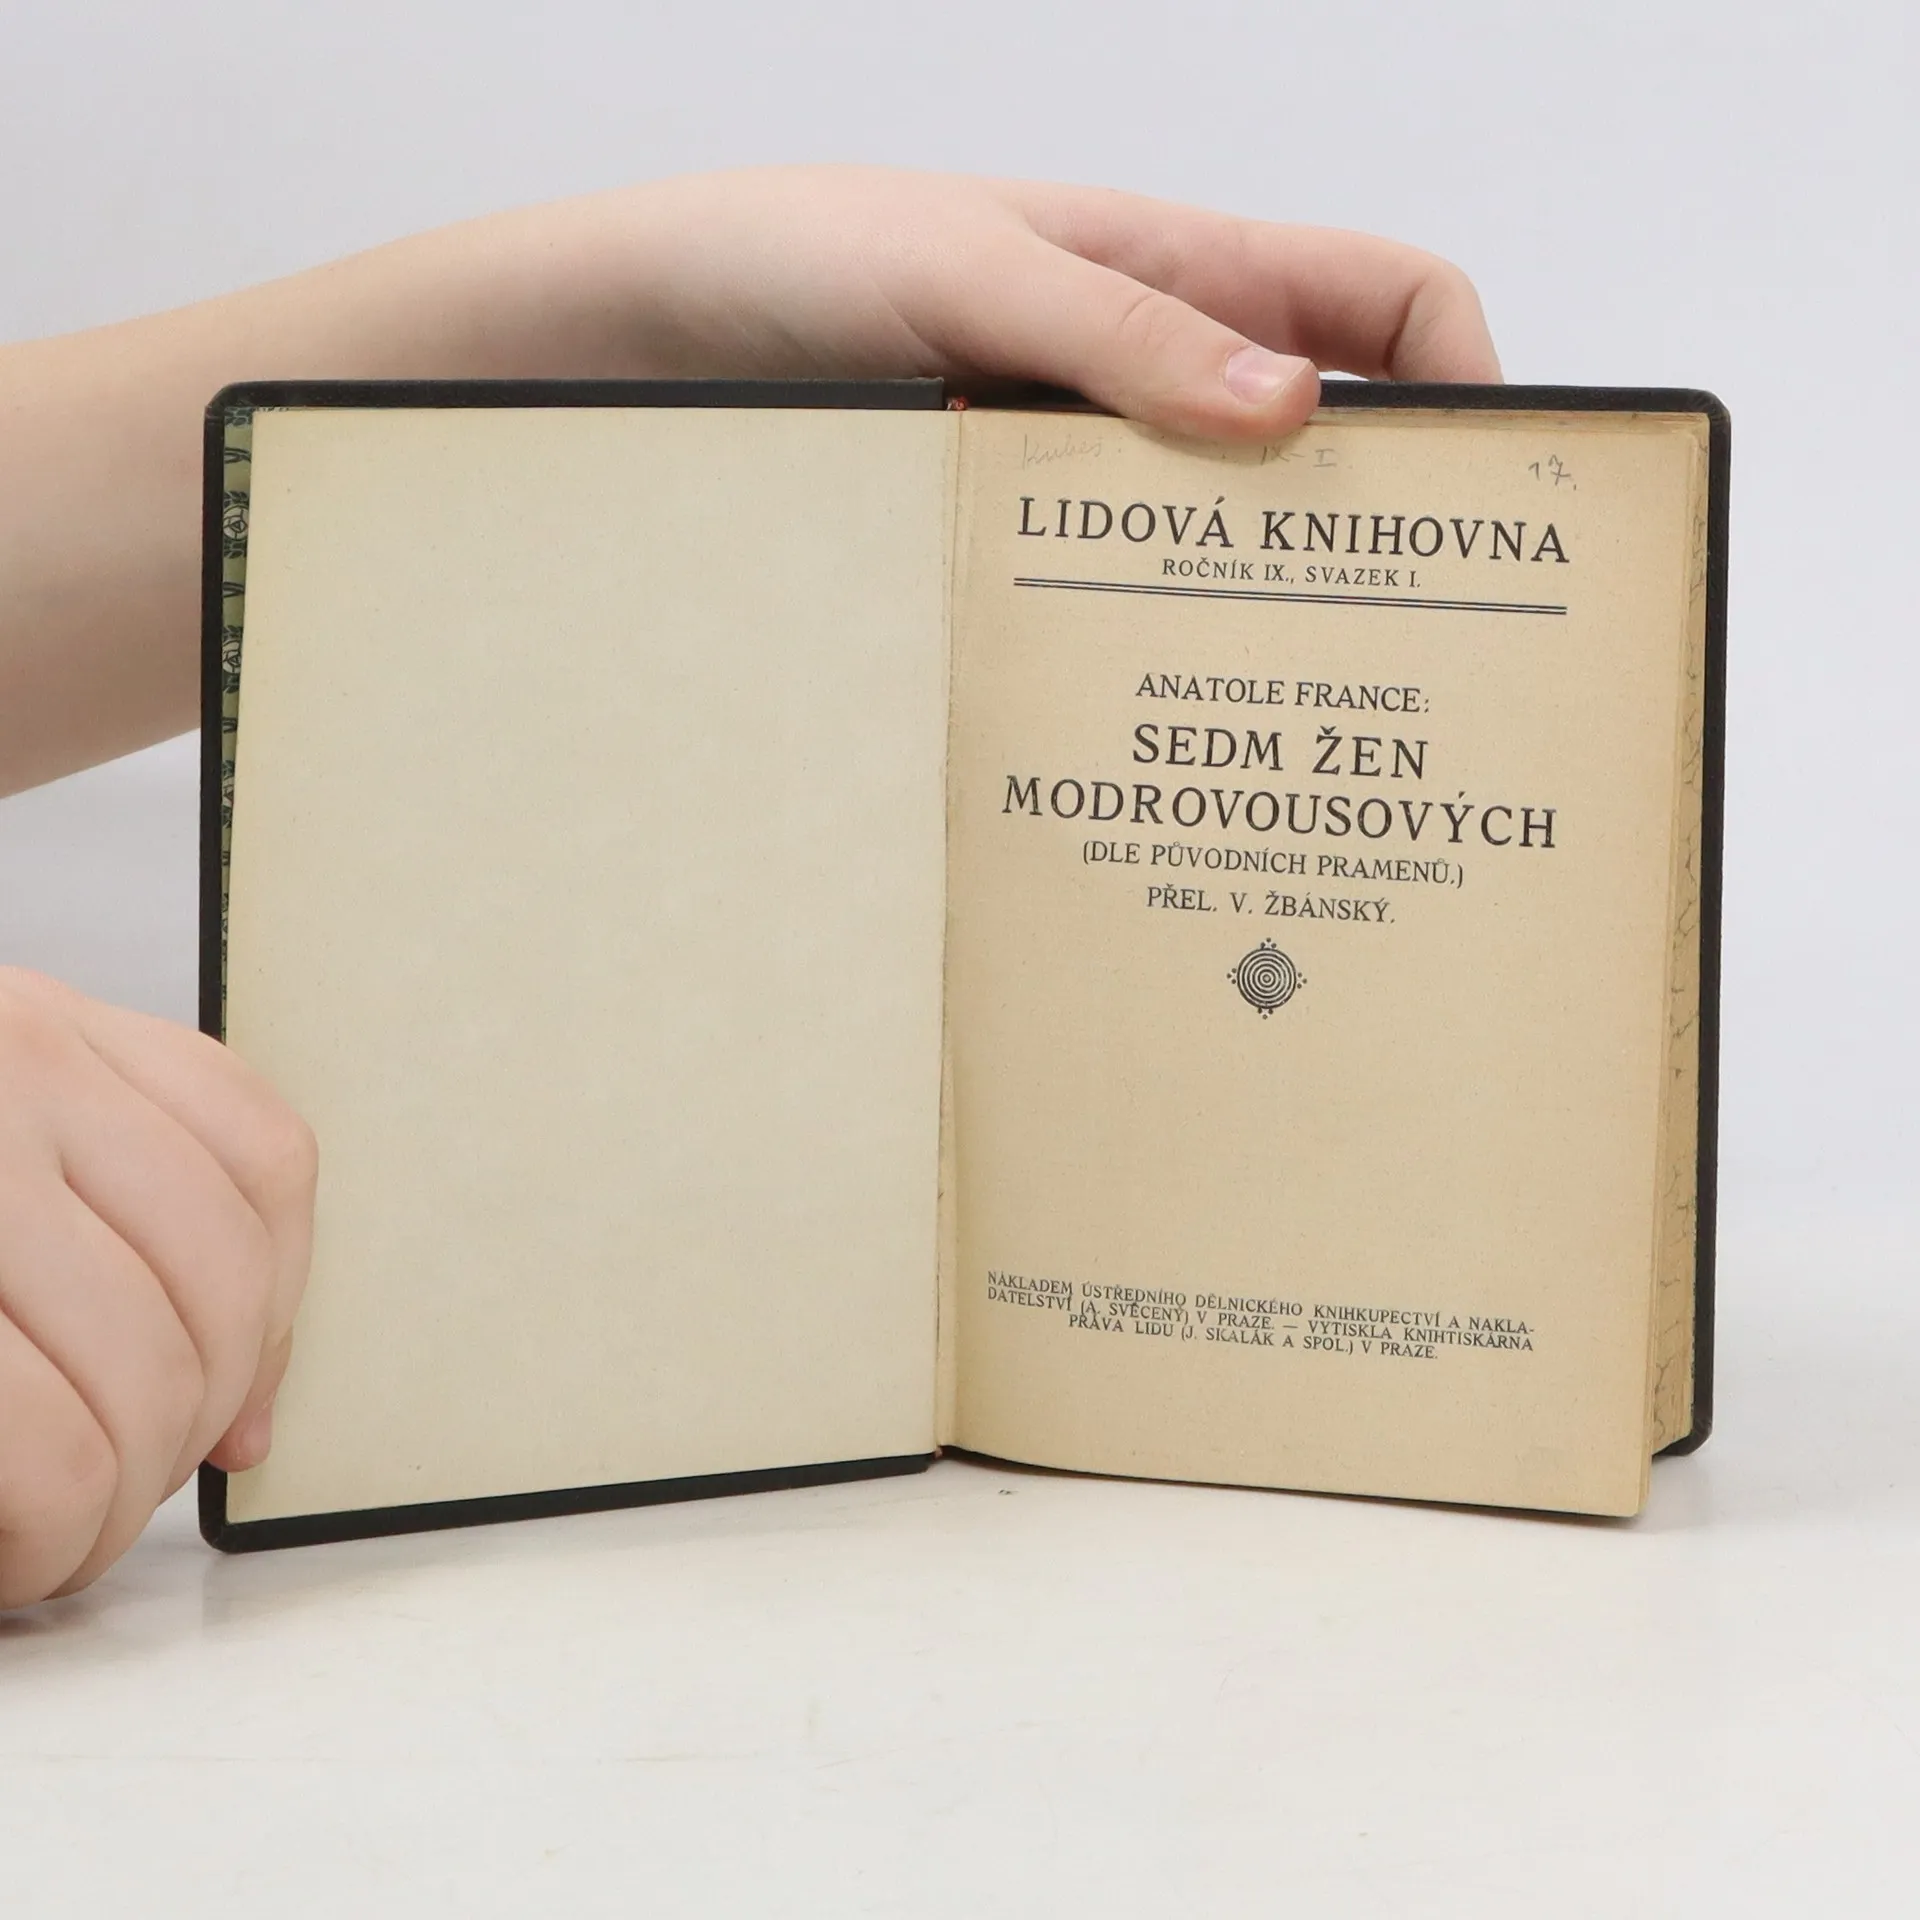 IX-I
17.
LIDOVÁ KNIHOVNA
ROČNÍK IX., SVAZEK I.
ANATOLE FRANCE:
SEDM ŽEN
MODROVOUSOVÝCH
(DLE PŮVODNÍCH PRAMENŮ.)
PŘEL. V. ŽBÁNSKÝ.
NÁKLADEM ÚSTŘEDNÍHO DĚLNICKÉHO KNIHKUPECTVÍ A NAKLA-
DATELSTVÍ (A. SVĚCENÝ) V PRAZE. — VYTISKLA KNIHTISKÁRNA
PRÁVA LIDU (J. SKALÁK A SPOL.) V PRAZE.